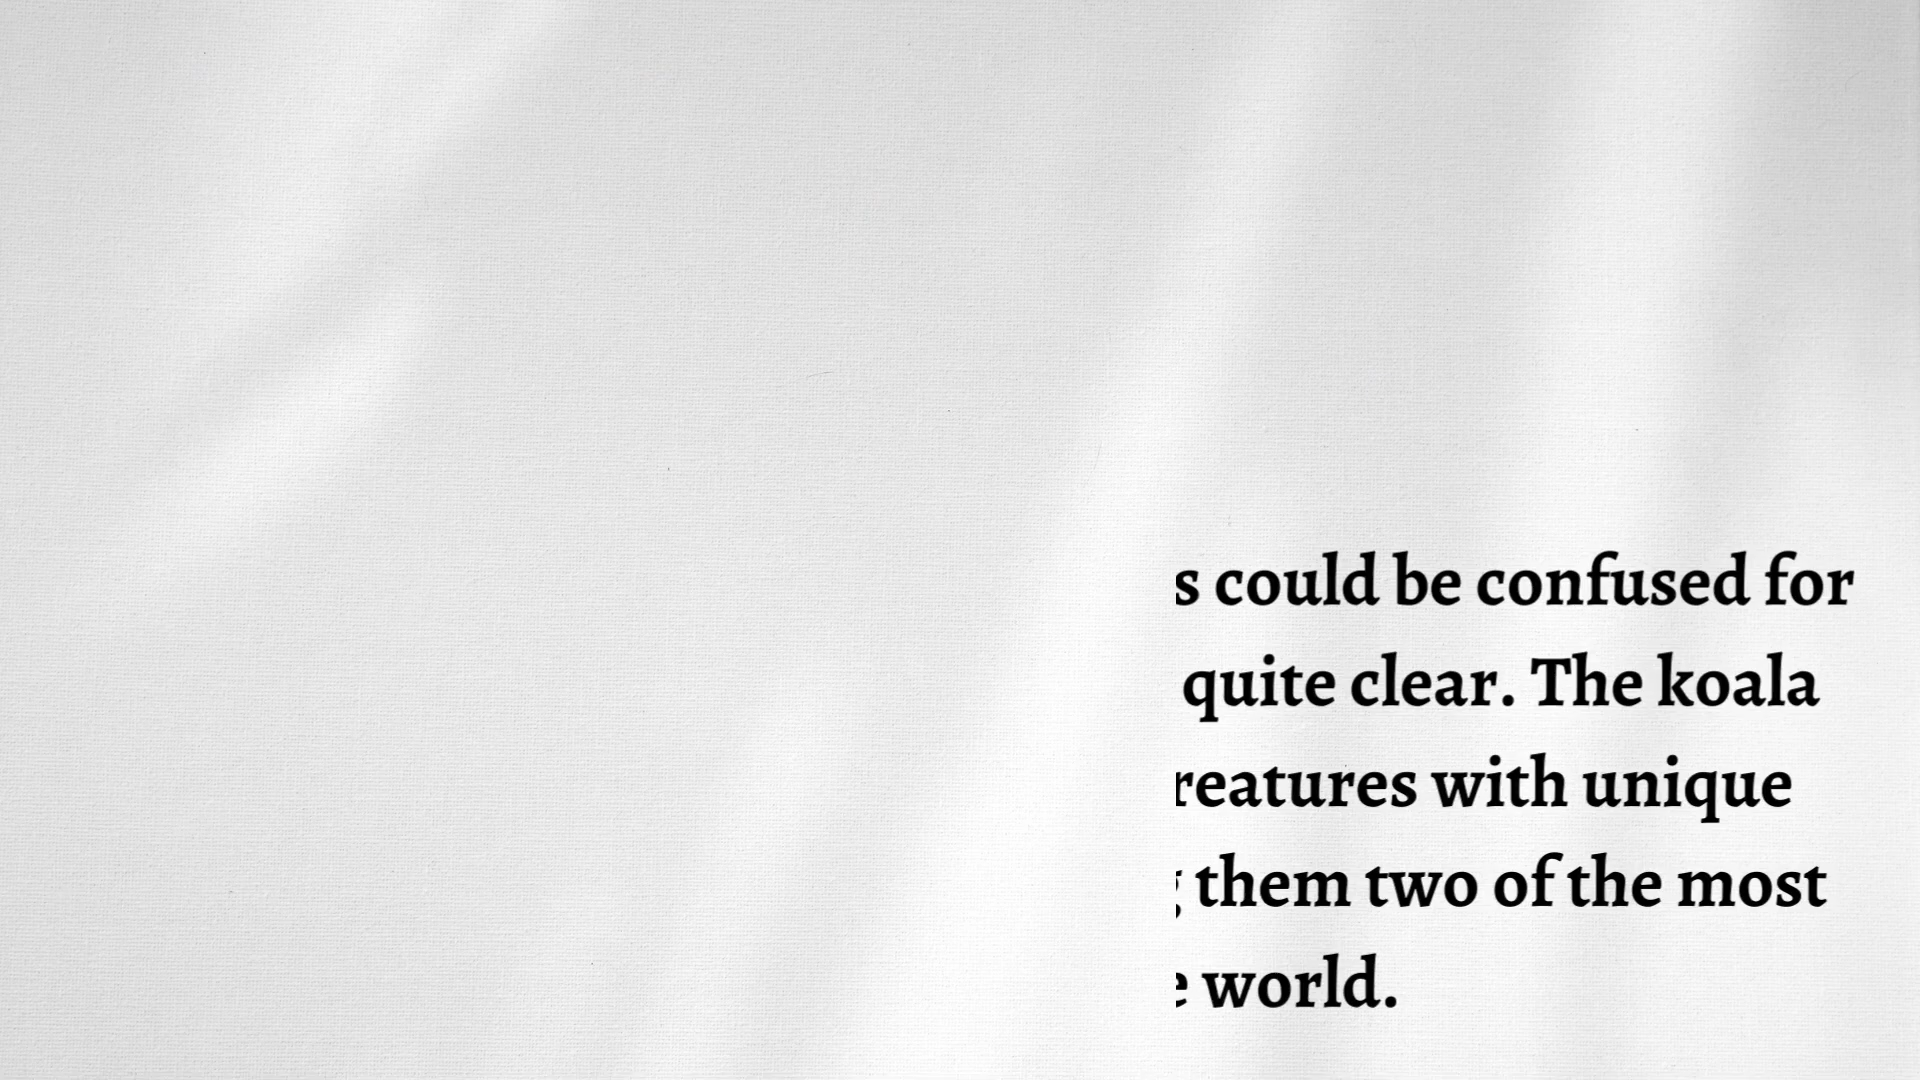 s could be confused for
quite clear. The koala
reatures with unique
them two of the most
world.